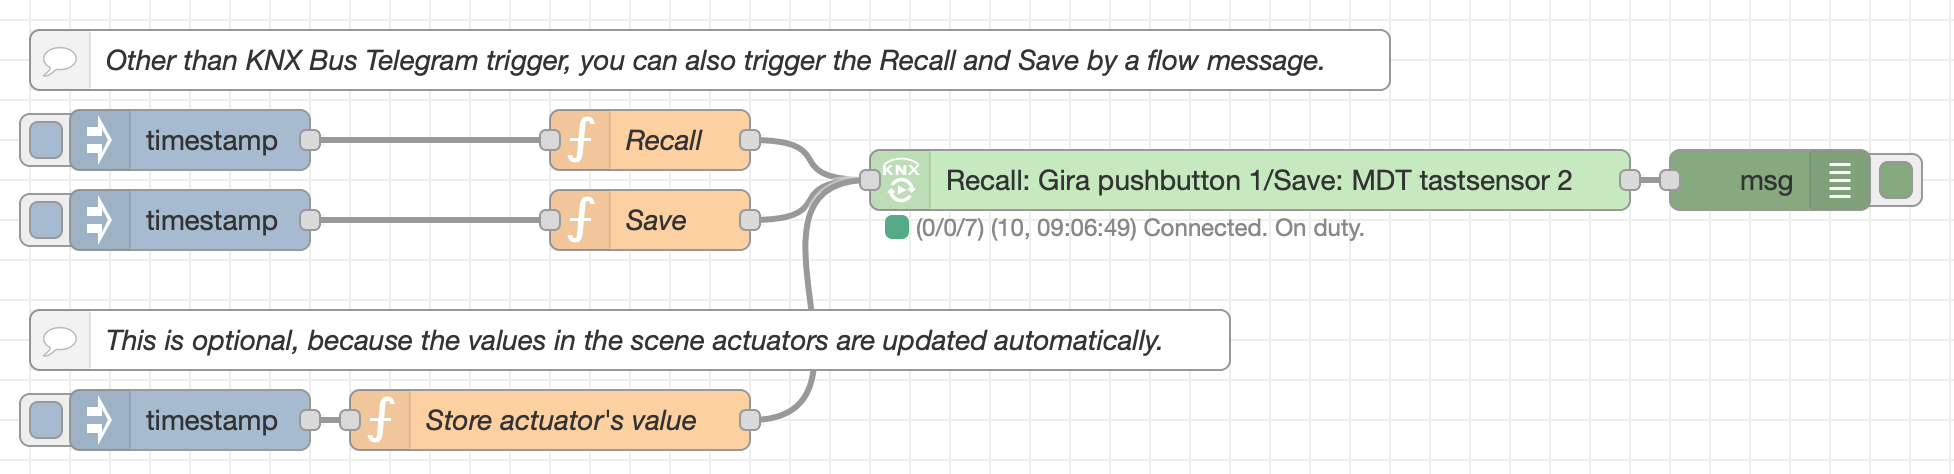 Other than KNX Bus Telegram trigger, you can also trigger the Recall and Save by a flow message.
timestamp
Recall
KNX
Recall: Gira pushbutton 1/Save: MDT tastsensor 2
msg
timestamp
Save
(0/0/7) (10, 09:06:49) Connected. On duty.
This is optional, because the values in the scene actuators are updated automatically.
timestamp
Store actuator's value